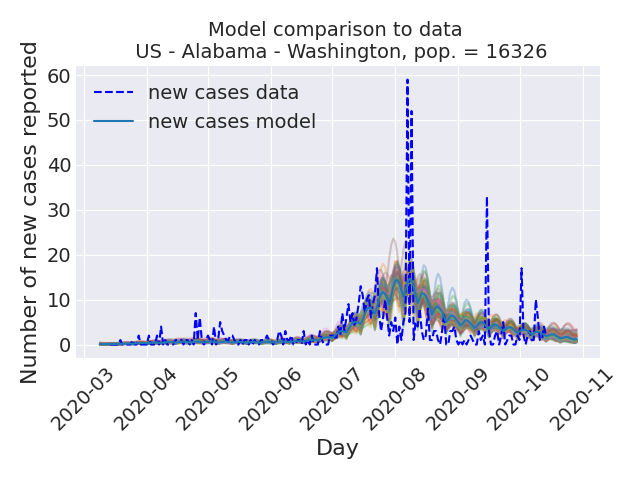 Model comparison to data
US - Alabama - Washington, pop. = 16326
Number of new cases reported
60
50
40
30
20
10
0
new cases data
new cases model
2020-03
2020-04
2020-05
2020-06
2020-07
2020-08
2020-09
2020-10
2020-11
Day